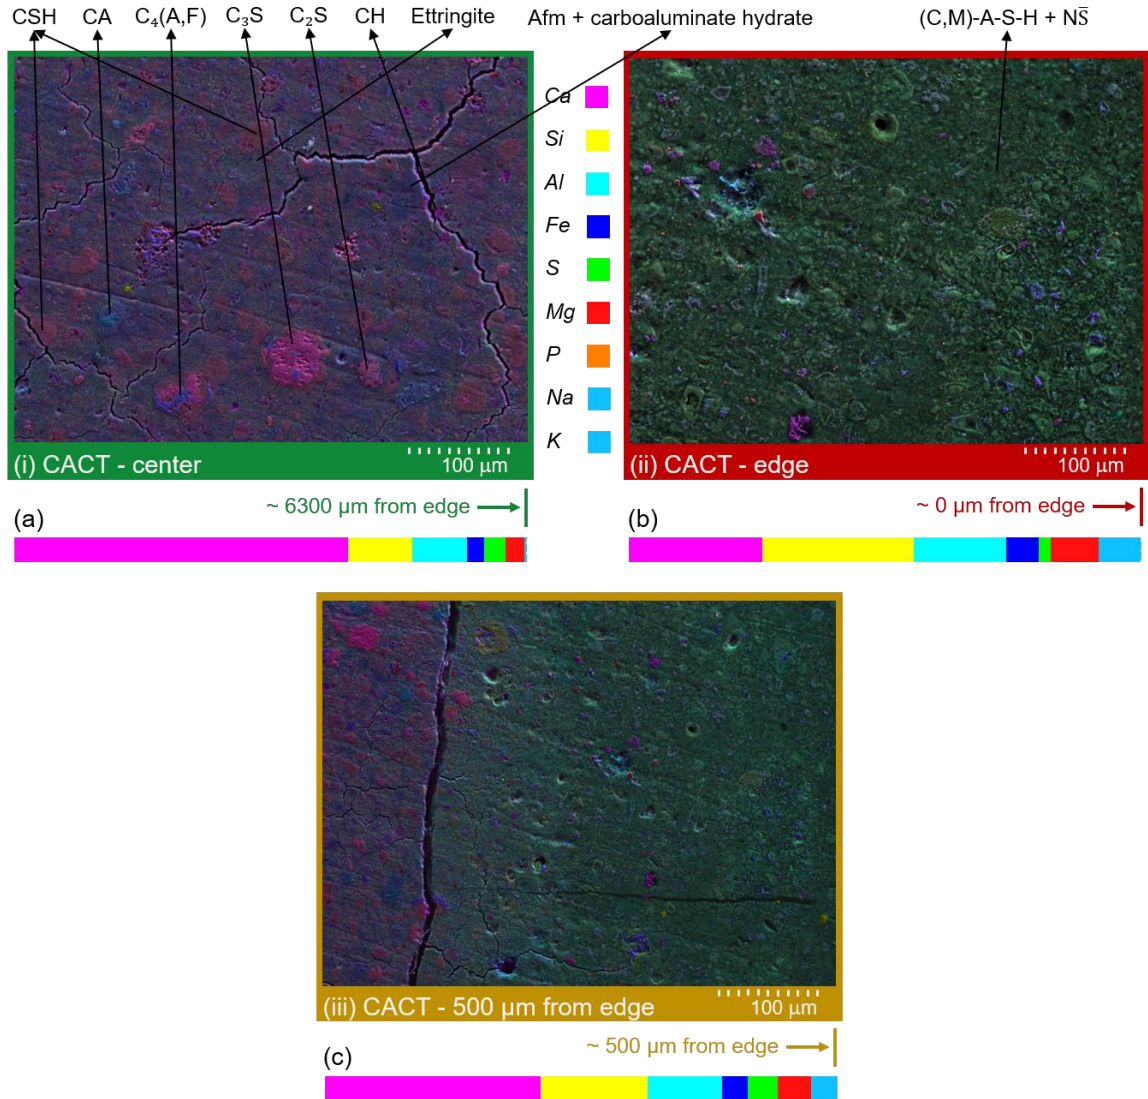 CSH CA C₄(A,F) C₃S C₂S CH Ettringite Afm + carboaluminate hydrate (C,M)-A-S-H + NS̅
Ca
Si
Al
Fe
S
Mg
P
Na
K
(i) CACT - center 100 µm
(ii) CACT - edge 100 µm
~ 6300 µm from edge
(a)
~ 0 µm from edge
(b)
(iii) CACT - 500 µm from edge 100 µm
~ 500 µm from edge
(c)